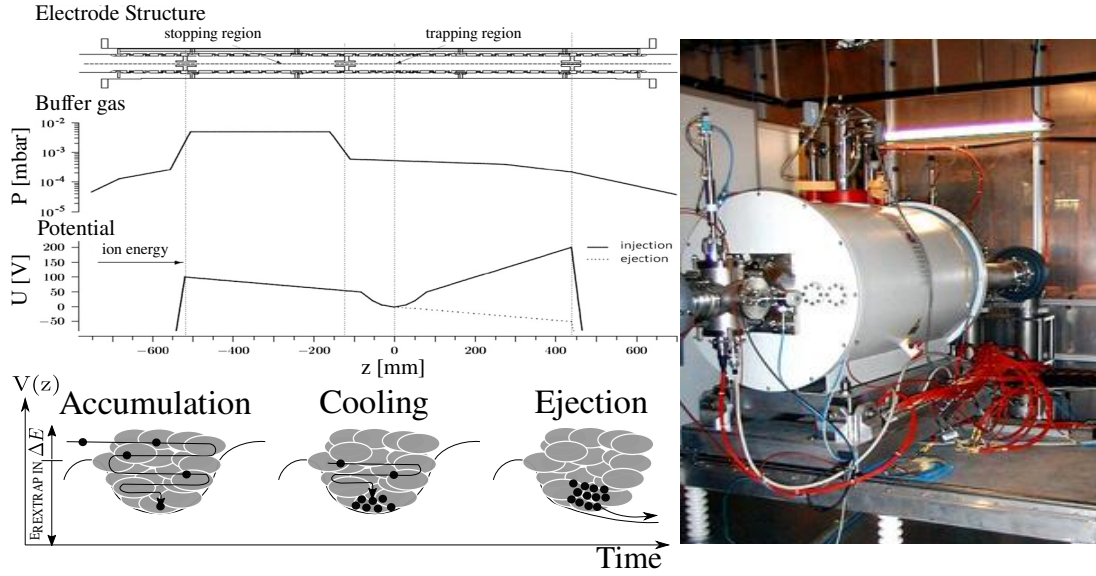 Electrode Structure
stopping region
trapping region
Buffer gas
P [mbar]
10⁻²
10⁻³
10⁻⁴
10⁻⁵
Potential
U [V]
200
150
100
50
0
−50
ion energy
injection
ejection
−600
−400
−200
0
200
400
600
z [mm]
V(z)
Accumulation
Cooling
Ejection
ΔE
EREXTRAP IN
Time